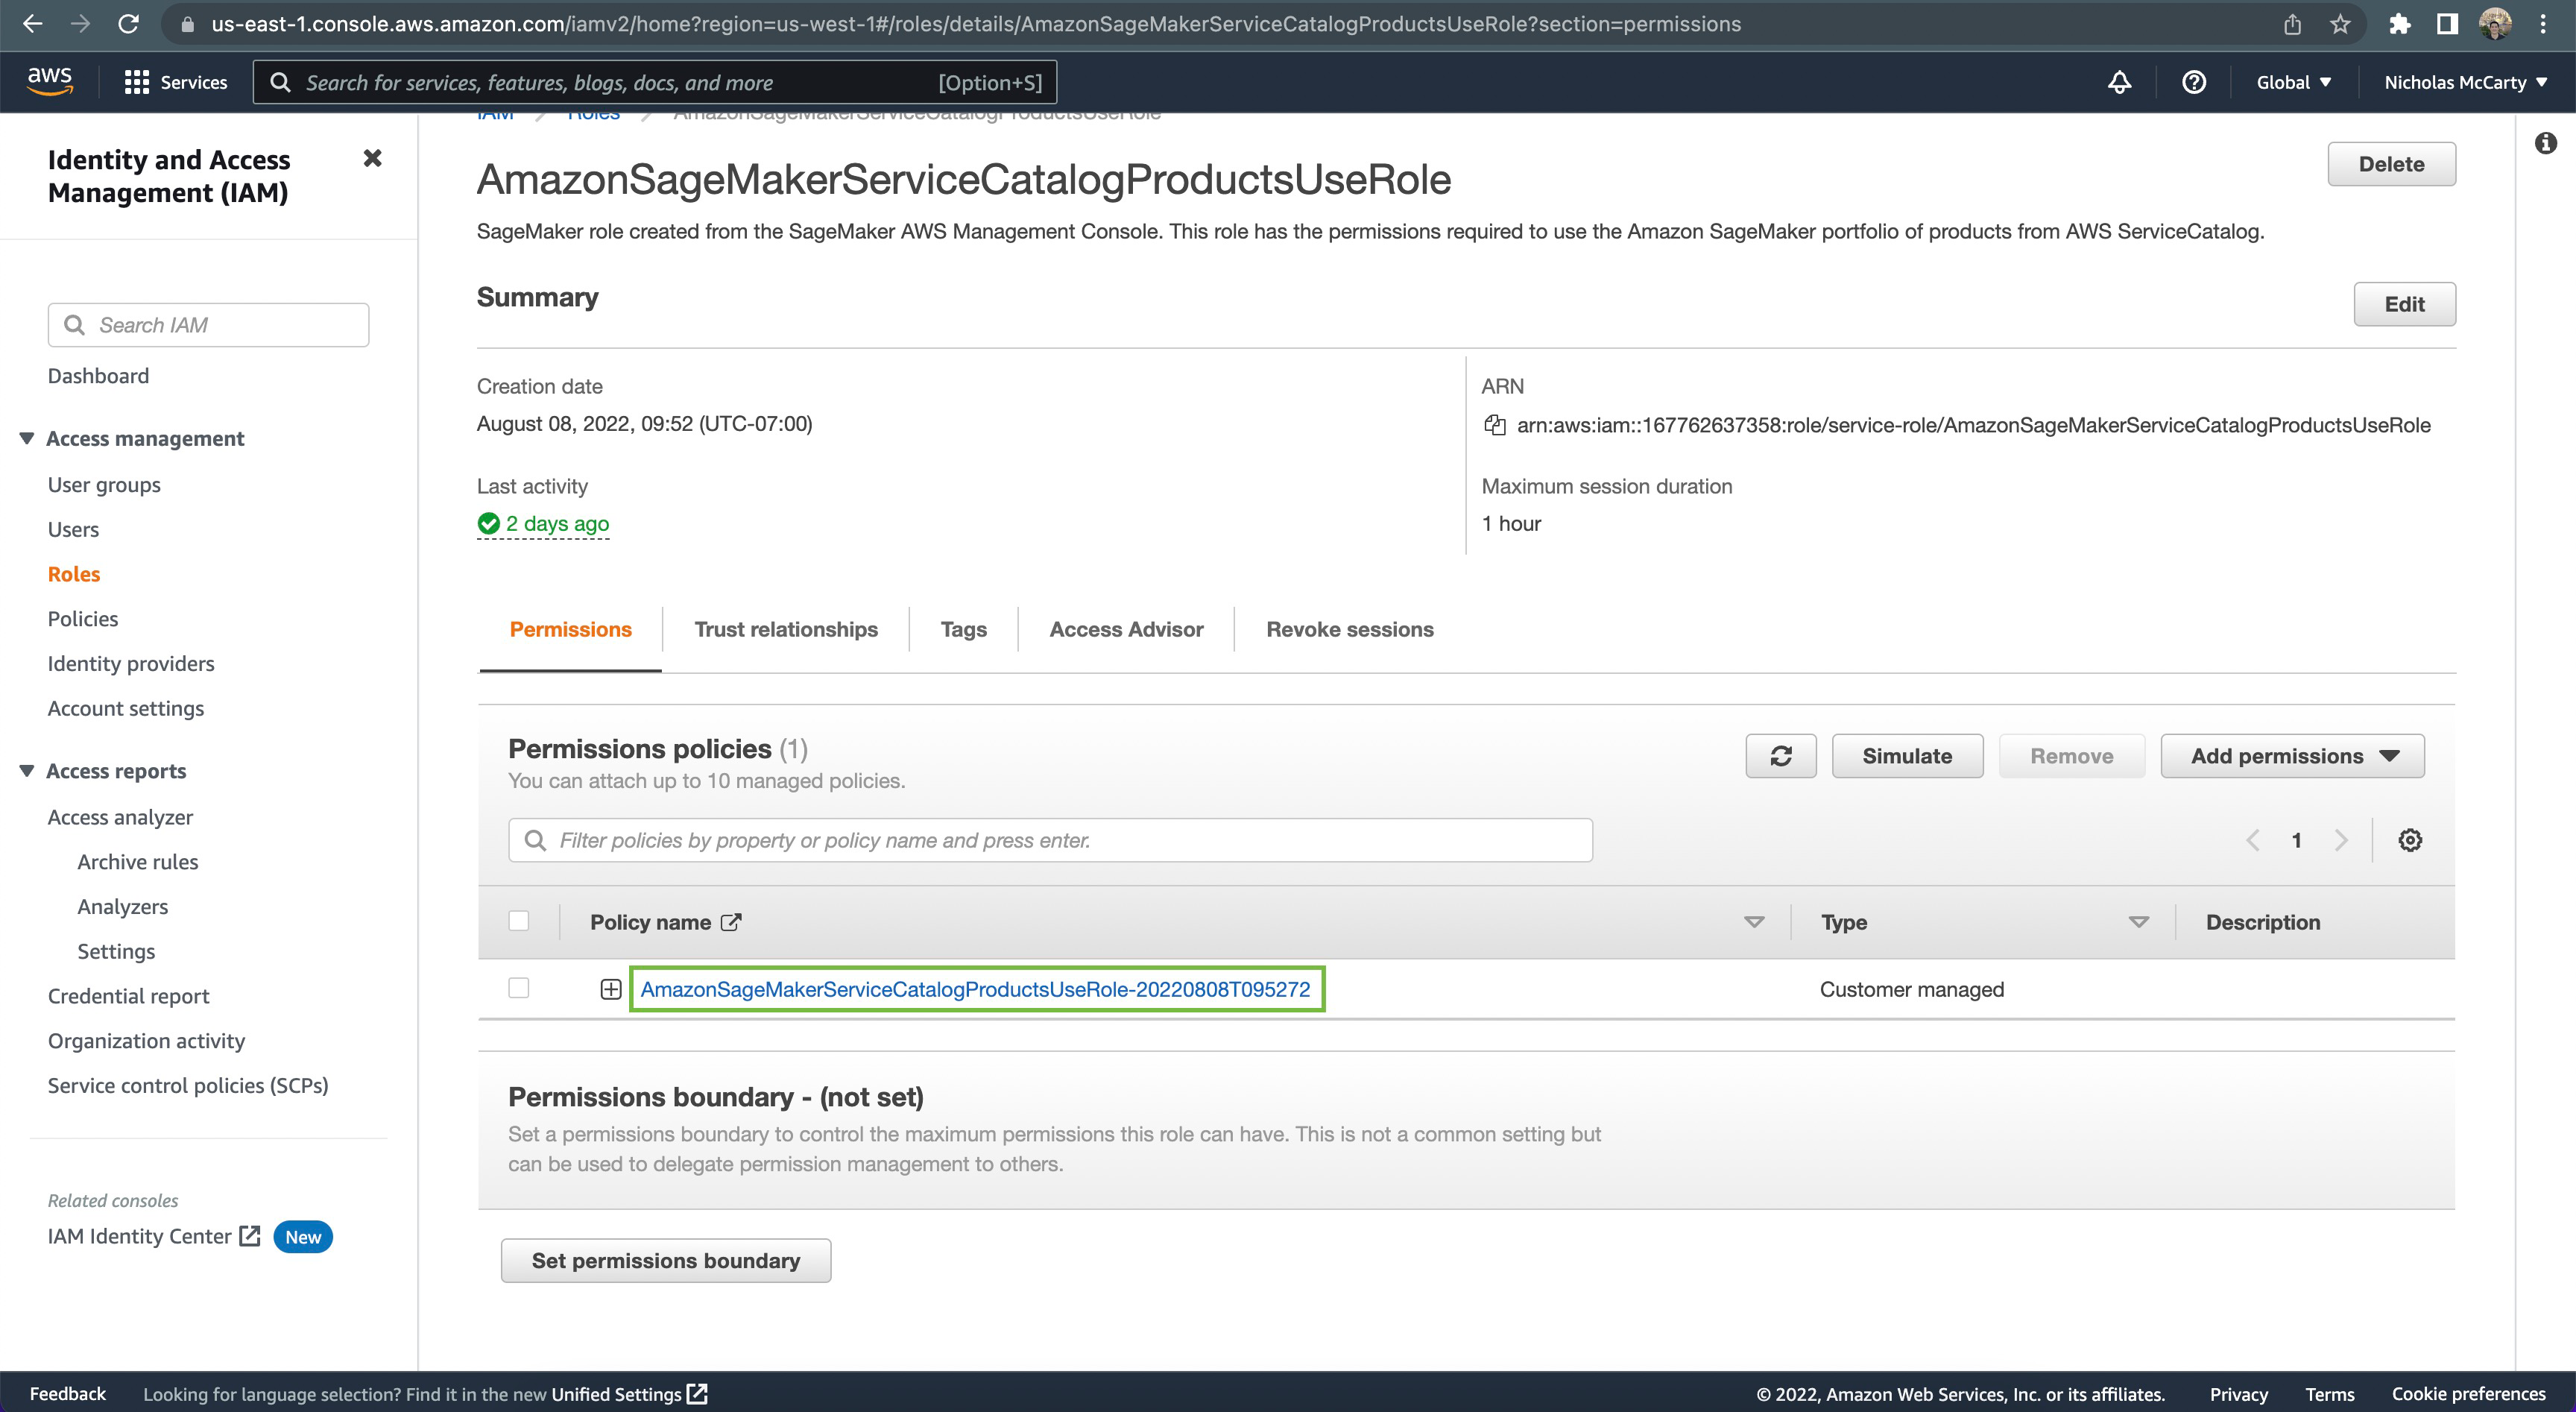 us-east-1.console.aws.amazon.com/iamv2/home?region=us-west-1#/roles/details/AmazonSageMakerServiceCatalogProductsUseRole?section=permissions
aws
Services
Search for services, features, blogs, docs, and more
[Option+S]
Global
Nicholas McCarty
IAM
Roles
AmazonSageMakerServiceCatalogProductsUseRole
Identity and Access
Management (IAM)
Search IAM
Dashboard
Access management
User groups
Users
Roles
Policies
Identity providers
Account settings
Access reports
Access analyzer
Archive rules
Analyzers
Settings
Credential report
Organization activity
Service control policies (SCPs)
Related consoles
IAM Identity Center
New
AmazonSageMakerServiceCatalogProductsUseRole
Delete
SageMaker role created from the SageMaker AWS Management Console. This role has the permissions required to use the Amazon SageMaker portfolio of products from AWS ServiceCatalog.
Summary
Edit
Creation date
August 08, 2022, 09:52 (UTC-07:00)
ARN
arn:aws:iam::167762637358:role/service-role/AmazonSageMakerServiceCatalogProductsUseRole
Last activity
2 days ago
Maximum session duration
1 hour
Permissions
Trust relationships
Tags
Access Advisor
Revoke sessions
Permissions policies (1)
You can attach up to 10 managed policies.
Simulate
Remove
Add permissions
Filter policies by property or policy name and press enter.
1
Policy name
Type
Description
AmazonSageMakerServiceCatalogProductsUseRole-20220808T095272
Customer managed
Permissions boundary - (not set)
Set a permissions boundary to control the maximum permissions this role can have. This is not a common setting but
can be used to delegate permission management to others.
Set permissions boundary
Feedback
Looking for language selection? Find it in the new Unified Settings
© 2022, Amazon Web Services, Inc. or its affiliates.
Privacy
Terms
Cookie preferences